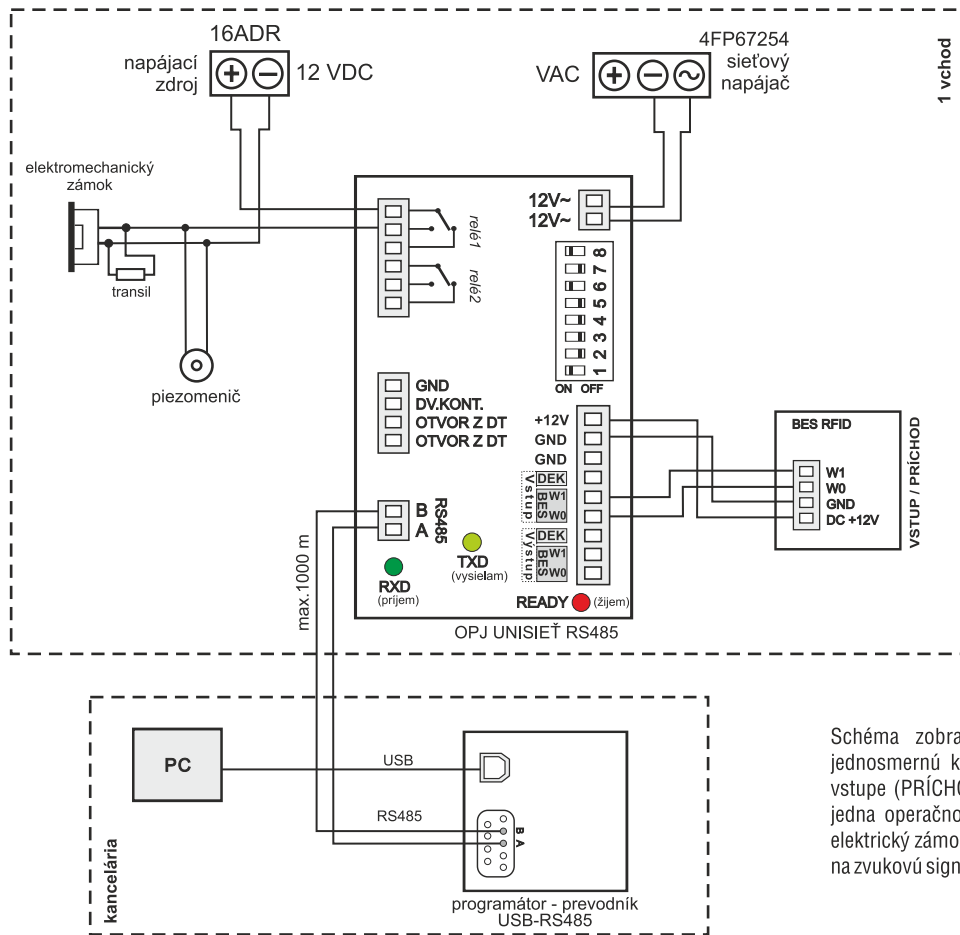 16ADR
napájací
zdroj
12 VDC
4FP67254
sieťový
napájač
VAC
1 vchod
elektromechanický
zámok
transil
piezomenič
relé1
relé2
12V~
12V~
8
7
6
5
4
3
2
1
ON OFF
GND
DV.KONT.
OTVOR Z DT
OTVOR Z DT
+12V
GND
GND
Vstup
DEK
BES
W1
W0
Výstup
DEK
BES
W1
W0
B
A
RS485
TXD
(vysielam)
RXD
(príjem)
READY
(žijem)
OPJ UNISIEŤ RS485
BES RFID
W1
W0
GND
DC +12V
VSTUP / PRÍCHOD
max.1000 m
kancelária
PC
USB
RS485
B
A
programátor - prevodník
USB-RS485
Schéma zobra
jednosmernú k
vstupe (PRÍCHO
jedna operačno
elektrický zámo
na zvukovú sign